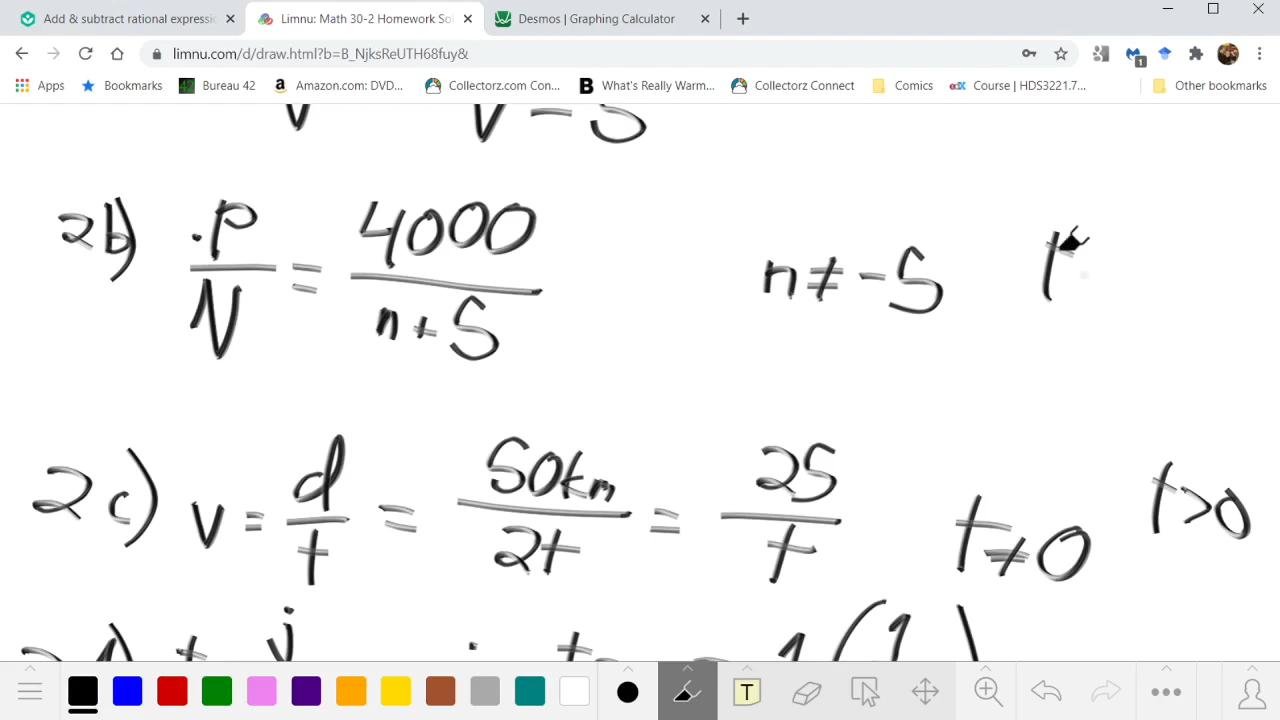 Add & subtract rational expressi
Limnu: Math 30-2 Homework Sol
Desmos | Graphing Calculator
limnu.com/d/draw.html?b=B_NjksReUTH68fuy&
Apps
Bookmarks
Bureau 42
Amazon.com: DVD...
Collectorz.com Con...
What's Really Warm...
Collectorz Connect
Comics
Course | HDS3221.7...
Other bookmarks
V V - 5
2b) .P/N = 4000/(n+5) n ≠ -5 t
2c) v = d/t = 50km/2t = 25/t t ≠ 0 t>0
T